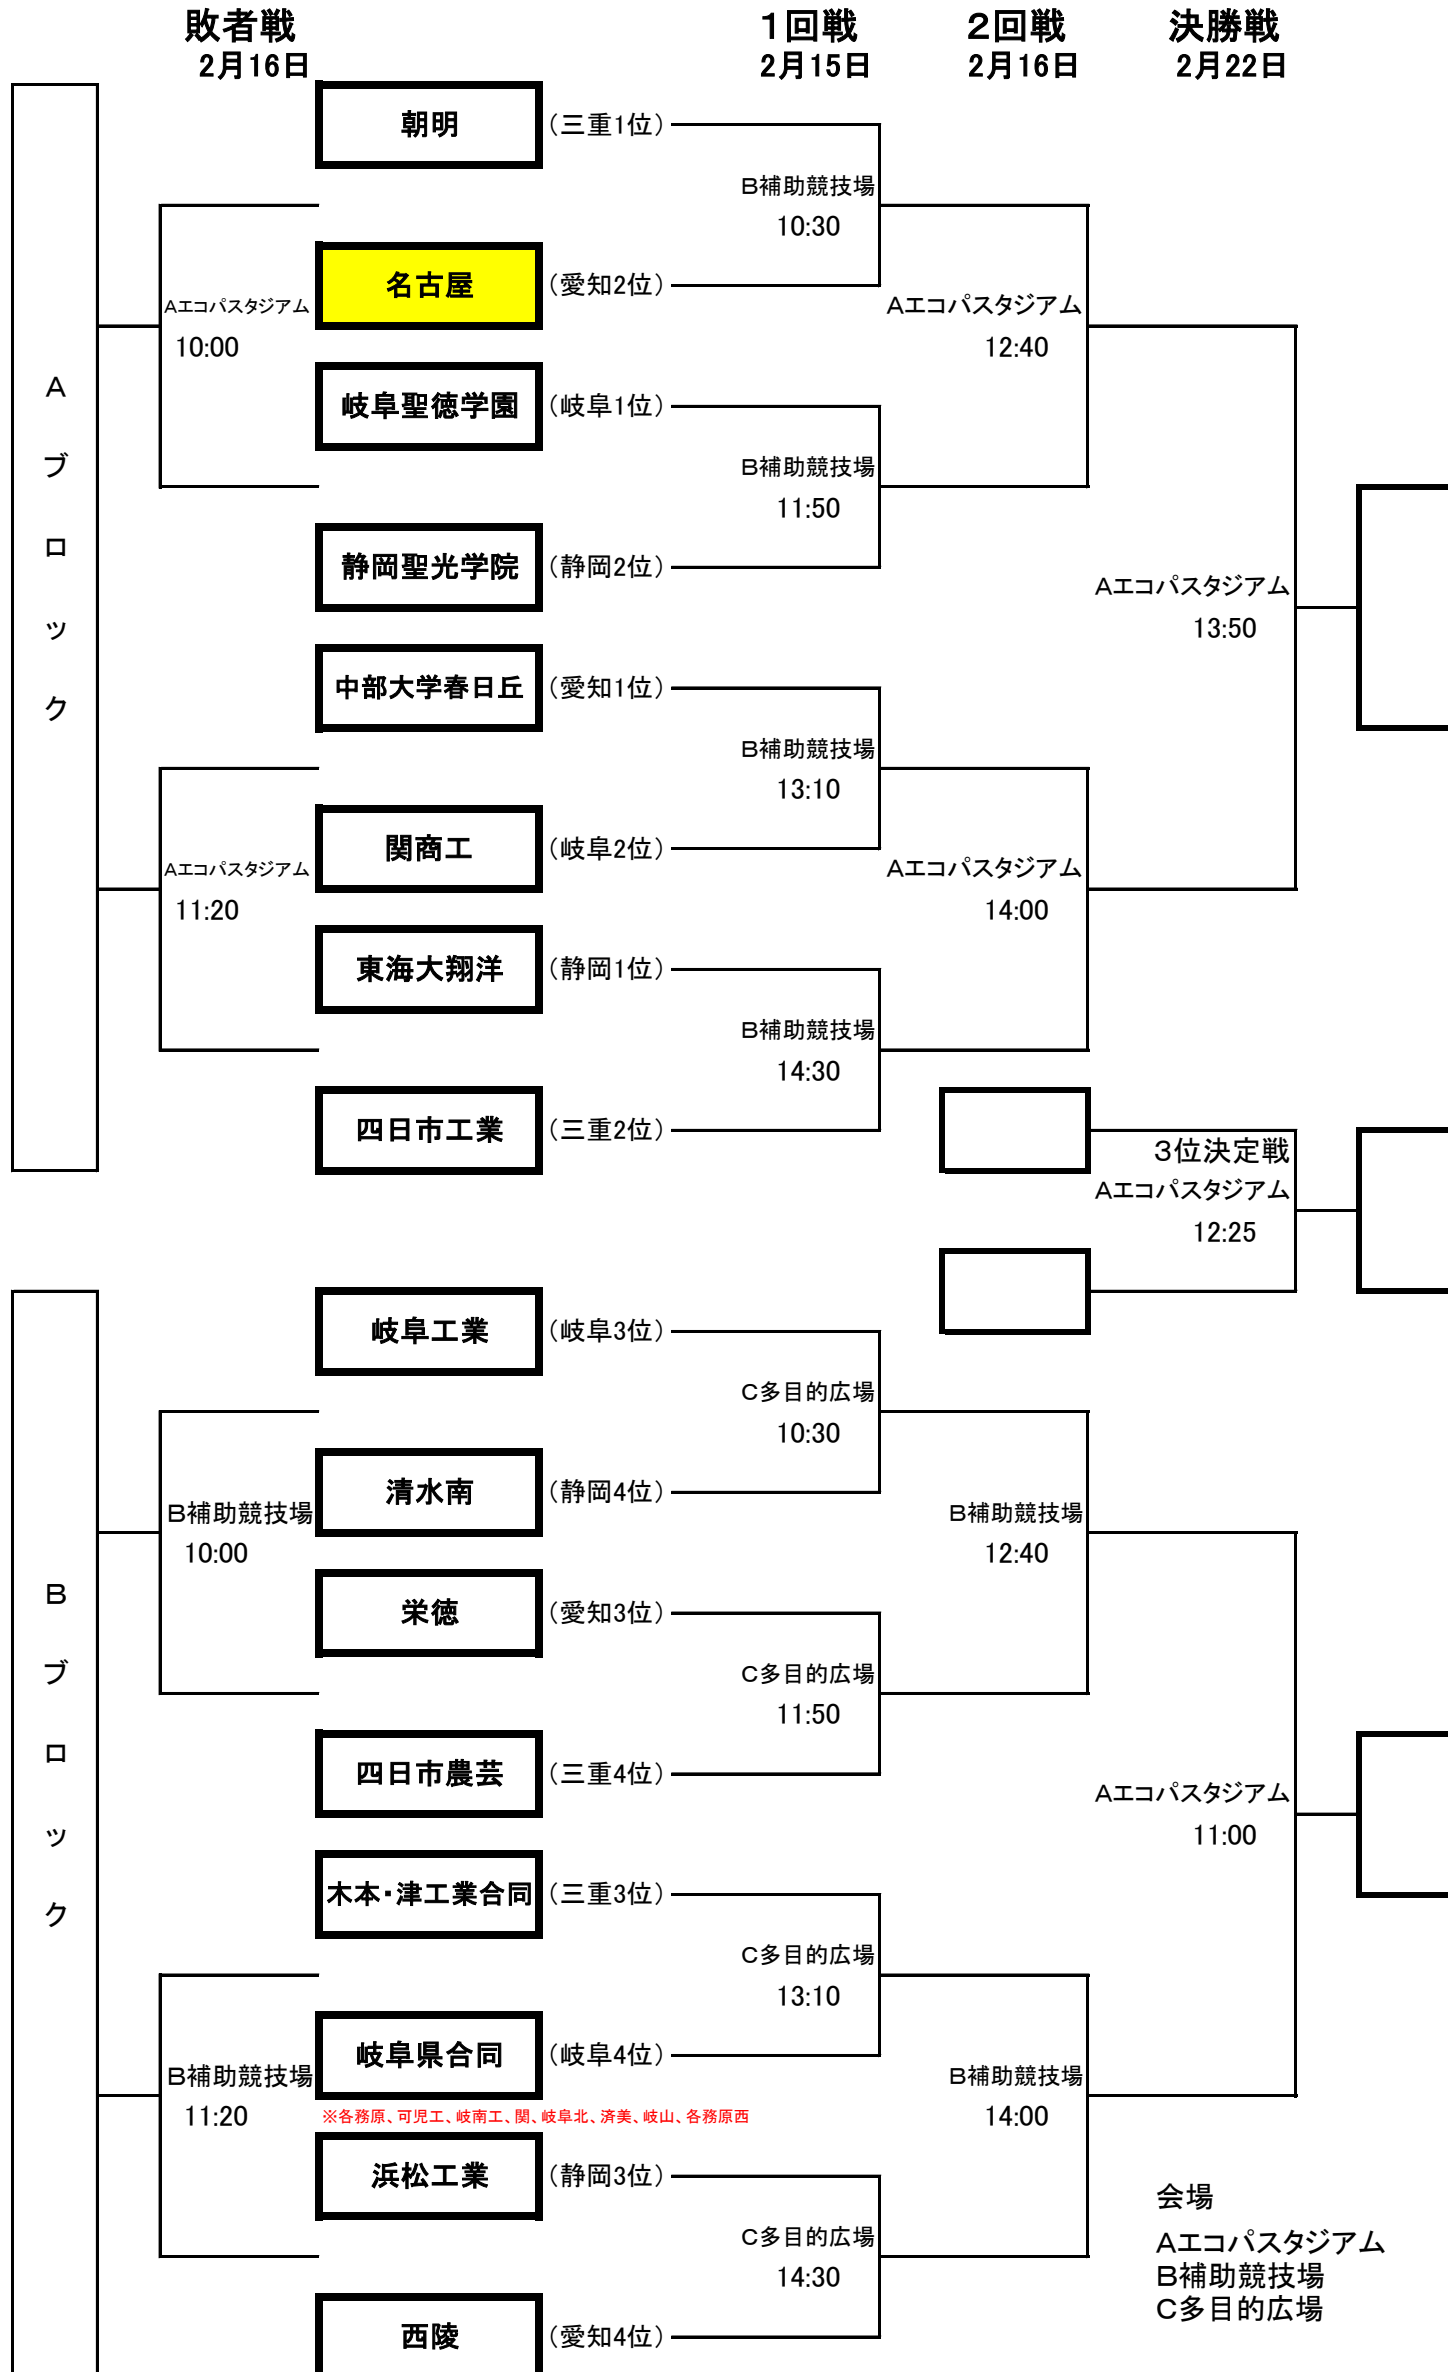 敗者戦
2月16日
1回戦
2月15日
2回戦
2月16日
決勝戦
2月22日
Aブロック
朝明
(三重1位)
B補助競技場
10:30
名古屋
(愛知2位)
Aエコパスタジアム
10:00
Aエコパスタジアム
12:40
岐阜聖徳学園
(岐阜1位)
B補助競技場
11:50
静岡聖光学院
(静岡2位)
Aエコパスタジアム
13:50
中部大学春日丘
(愛知1位)
B補助競技場
13:10
関商工
(岐阜2位)
Aエコパスタジアム
11:20
Aエコパスタジアム
14:00
東海大翔洋
(静岡1位)
B補助競技場
14:30
四日市工業
(三重2位)
3位決定戦
Aエコパスタジアム
12:25
Bブロック
岐阜工業
(岐阜3位)
C多目的広場
10:30
清水南
(静岡4位)
B補助競技場
10:00
B補助競技場
12:40
栄徳
(愛知3位)
C多目的広場
11:50
四日市農芸
(三重4位)
Aエコパスタジアム
11:00
木本・津工業合同
(三重3位)
C多目的広場
13:10
岐阜県合同
(岐阜4位)
B補助競技場
11:20
B補助競技場
14:00
※各務原、可児工、岐南工、関、岐阜北、済美、岐山、各務原西
浜松工業
(静岡3位)
C多目的広場
14:30
西陵
(愛知4位)
会場
Aエコパスタジアム
B補助競技場
C多目的広場